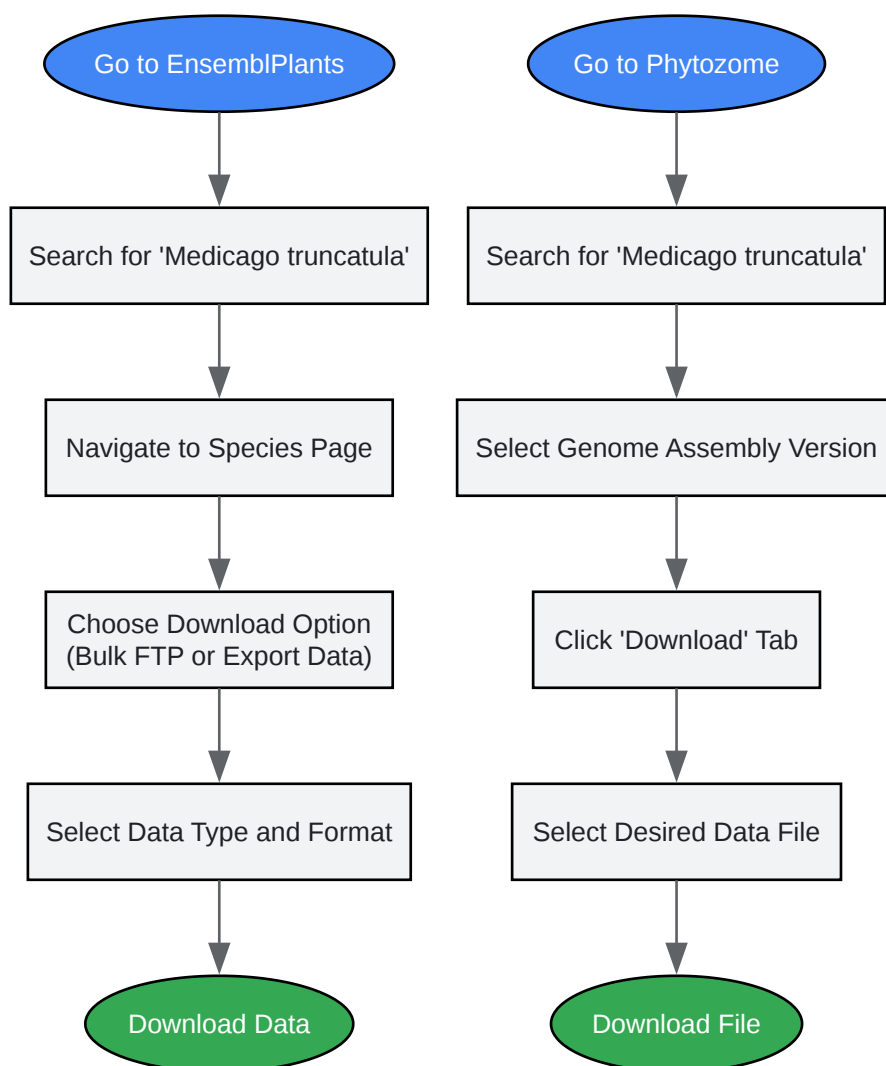 Go to EnsemblPlants
Search for 'Medicago truncatula'
Navigate to Species Page
Choose Download Option
(Bulk FTP or Export Data)
Select Data Type and Format
Download Data
Go to Phytozome
Search for 'Medicago truncatula'
Select Genome Assembly Version
Click 'Download' Tab
Select Desired Data File
Download File